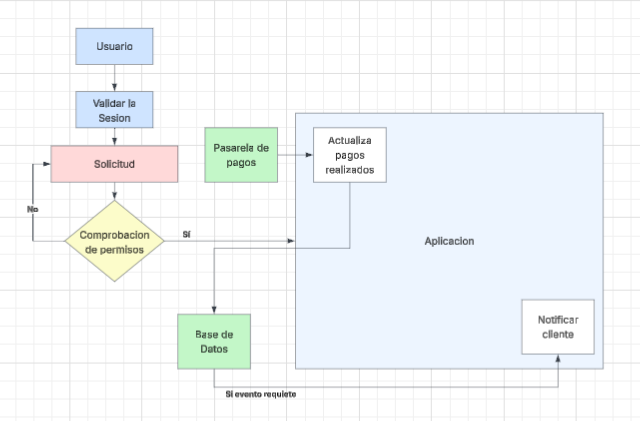 Usuario
Validar la
Sesion
Solicitud
Pasarela de
pagos
Actualiza
pagos
realizados
No
Comprobacion
de permisos
Sí
Aplicacion
Base de
Datos
Notificar
cliente
Si evento requiete